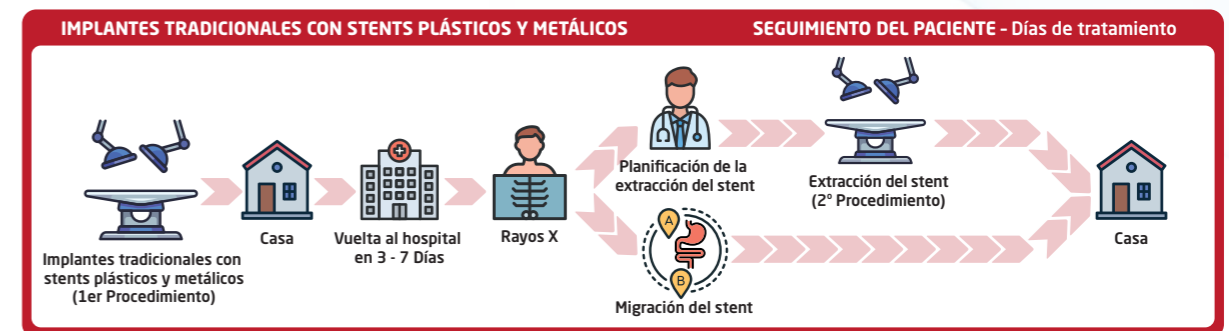 IMPLANTES TRADICIONALES CON STENTS PLÁSTICOS Y METÁLICOS
SEGUIMIENTO DEL PACIENTE - Días de tratamiento
Implantes tradicionales con
stents plásticos y metálicos
(1er Procedimiento)
Casa
Vuelta al hospital
en 3 - 7 Días
Rayos X
Planificación de la
extracción del stent
Extracción del stent
(2º Procedimiento)
A
B
Migración del stent
Casa